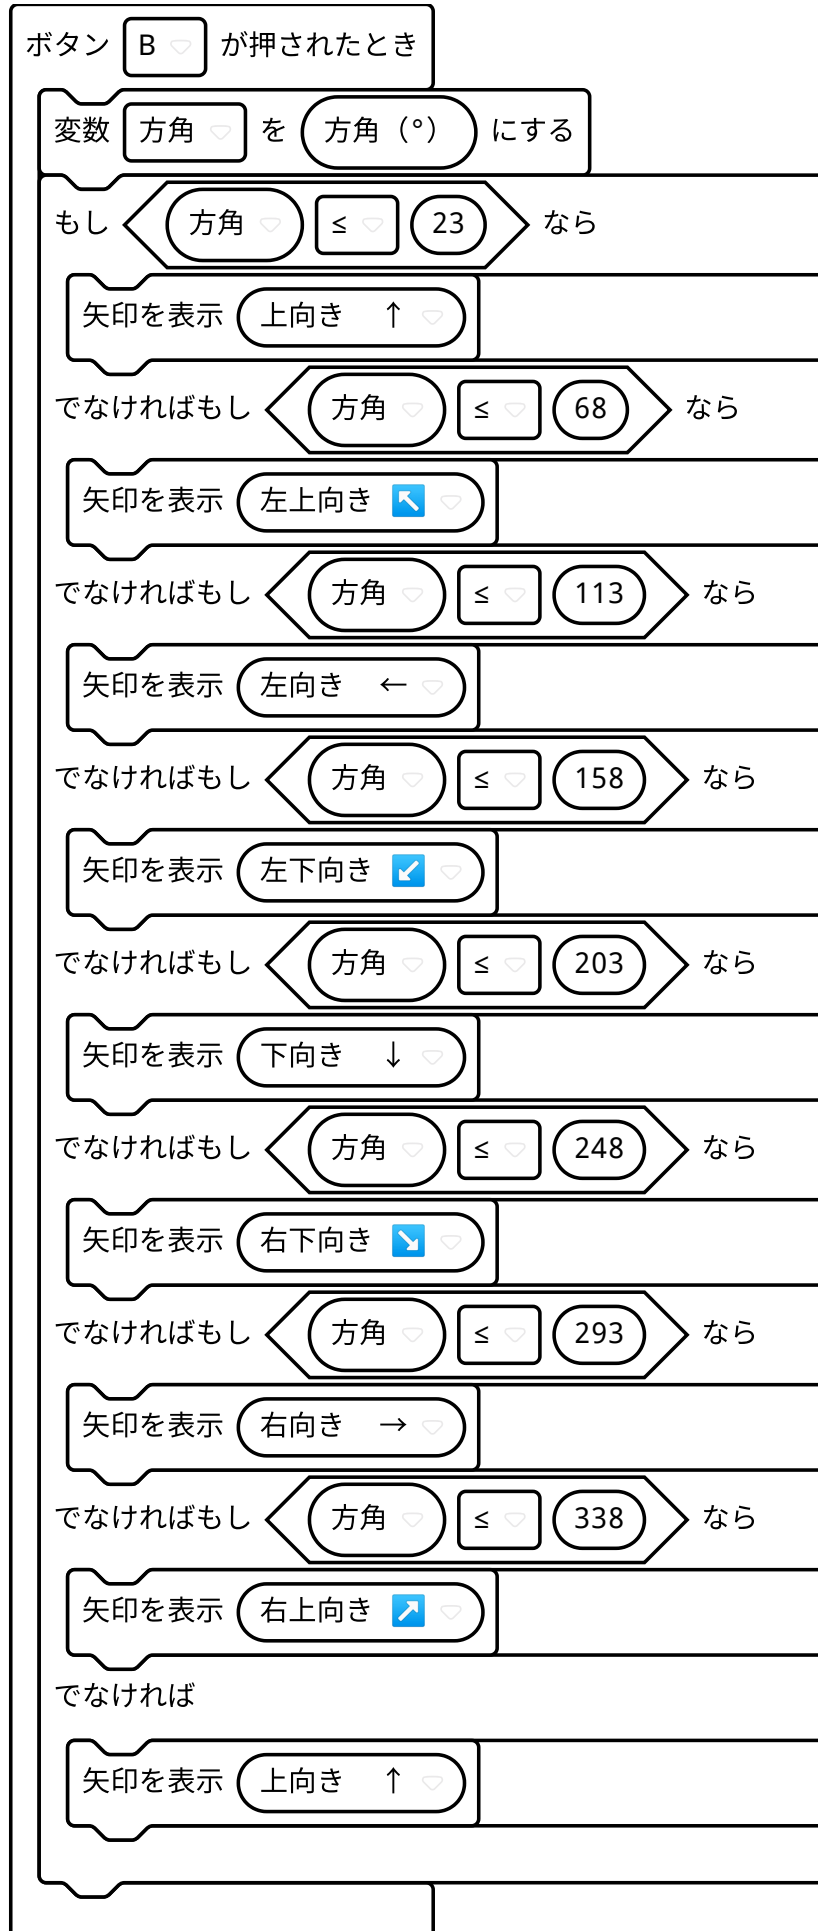 ボタン B が押されたとき
変数 方角 を 方角（°） にする
もし 方角 ≤ 23 なら
矢印を表示 上向き ↑
でなければもし 方角 ≤ 68 なら
矢印を表示 左上向き ↖
でなければもし 方角 ≤ 113 なら
矢印を表示 左向き ←
でなければもし 方角 ≤ 158 なら
矢印を表示 左下向き ↙
でなければもし 方角 ≤ 203 なら
矢印を表示 下向き ↓
でなければもし 方角 ≤ 248 なら
矢印を表示 右下向き ↘
でなければもし 方角 ≤ 293 なら
矢印を表示 右向き →
でなければもし 方角 ≤ 338 なら
矢印を表示 右上向き ↗
でなければ
矢印を表示 上向き ↑